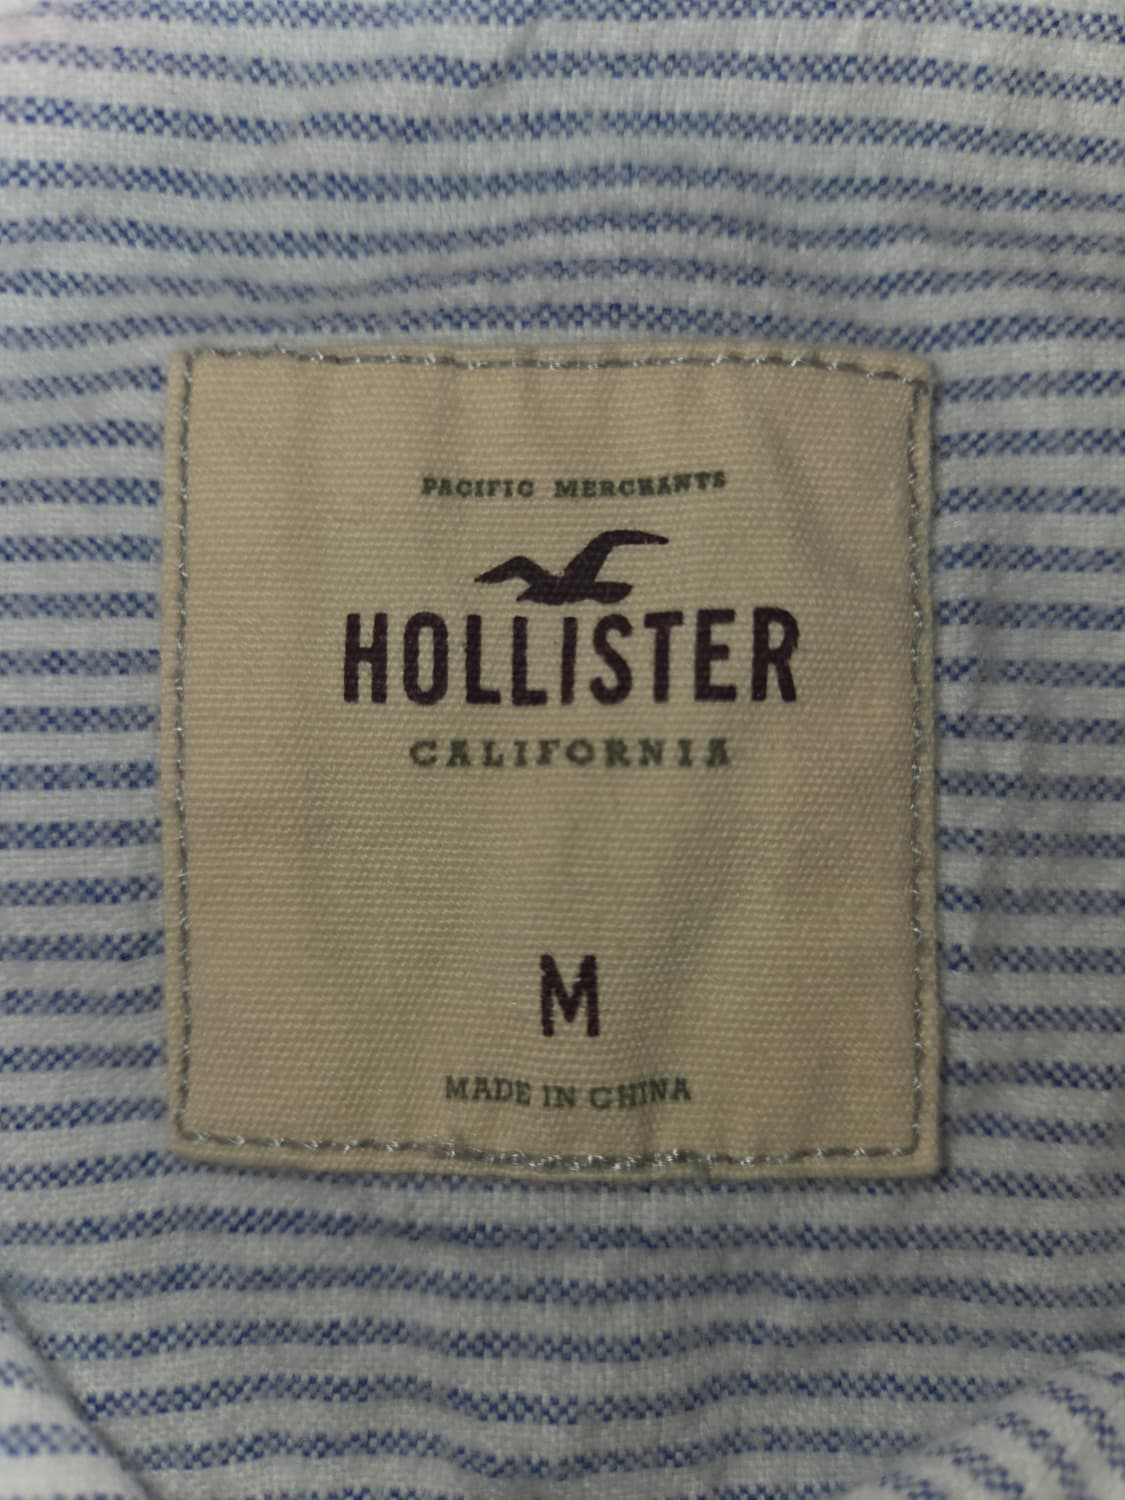 PACIFIC MERCHANTS
HOLLISTER
CALIFORNIA
M
MADE IN CHINA